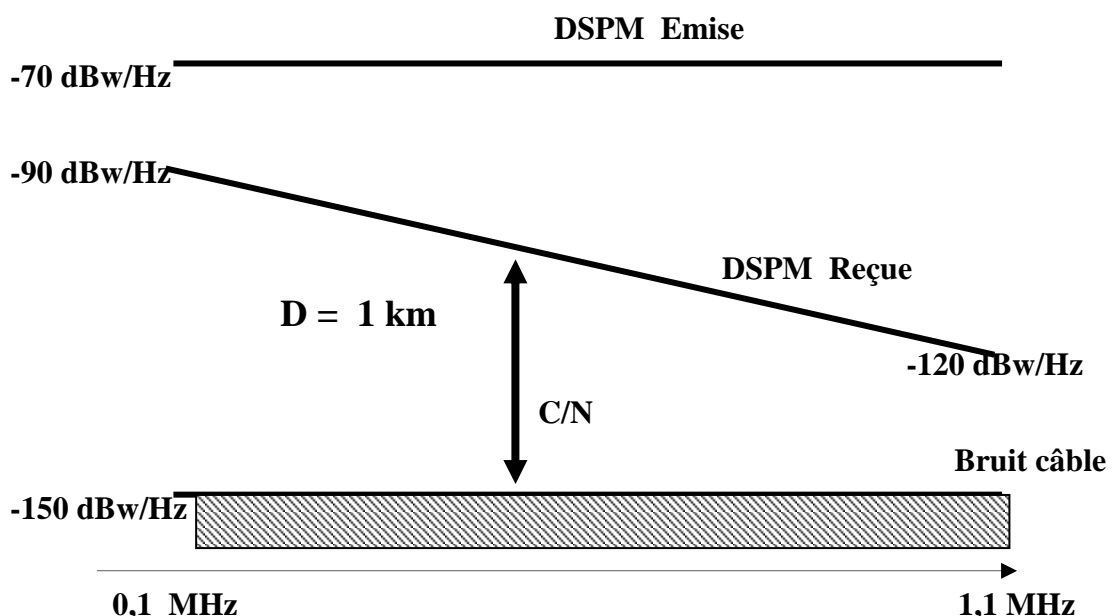 DSPM Emise
-70 dBw/Hz
-90 dBw/Hz
DSPM Reçue
D = 1 km
-120 dBw/Hz
C/N
Bruit câble
-150 dBw/Hz
0,1 MHz
1,1 MHz